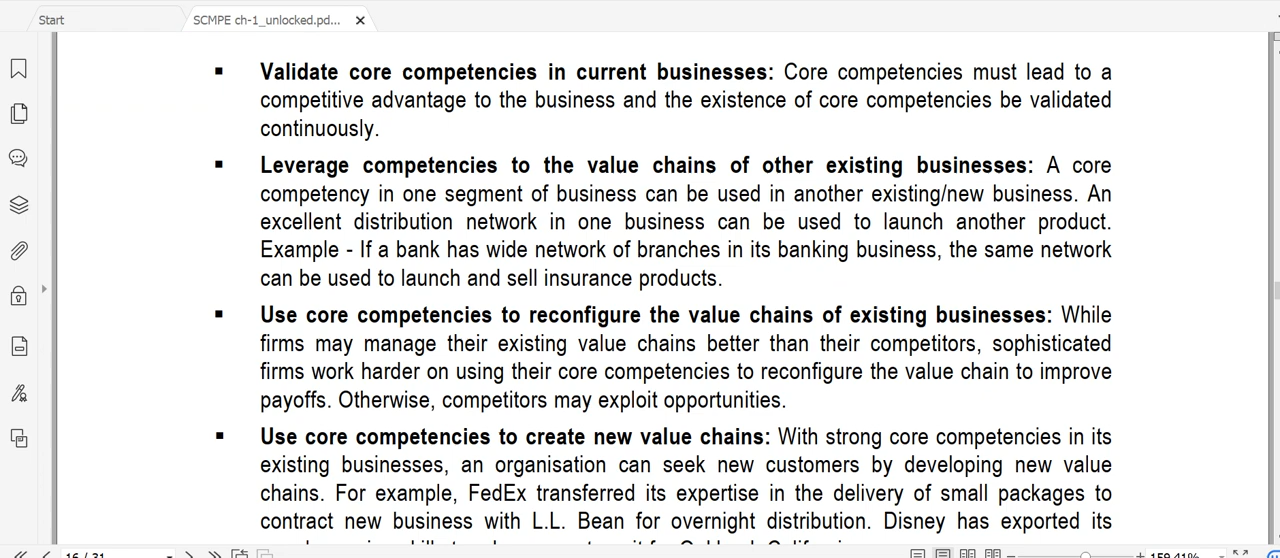 Start
SCMPE ch-1_unlocked.pd...
Validate core competencies in current businesses: Core competencies must lead to a
competitive advantage to the business and the existence of core competencies be validated
continuously.
Leverage competencies to the value chains of other existing businesses: A core
competency in one segment of business can be used in another existing/new business. An
excellent distribution network in one business can be used to launch another product.
Example - If a bank has wide network of branches in its banking business, the same network
can be used to launch and sell insurance products.
Use core competencies to reconfigure the value chains of existing businesses: While
firms may manage their existing value chains better than their competitors, sophisticated
firms work harder on using their core competencies to reconfigure the value chain to improve
payoffs. Otherwise, competitors may exploit opportunities.
Use core competencies to create new value chains: With strong core competencies in its
existing businesses, an organisation can seek new customers by developing new value
chains. For example, FedEx transferred its expertise in the delivery of small packages to
contract new business with L.L. Bean for overnight distribution. Disney has exported its
16 / 31
159.41%